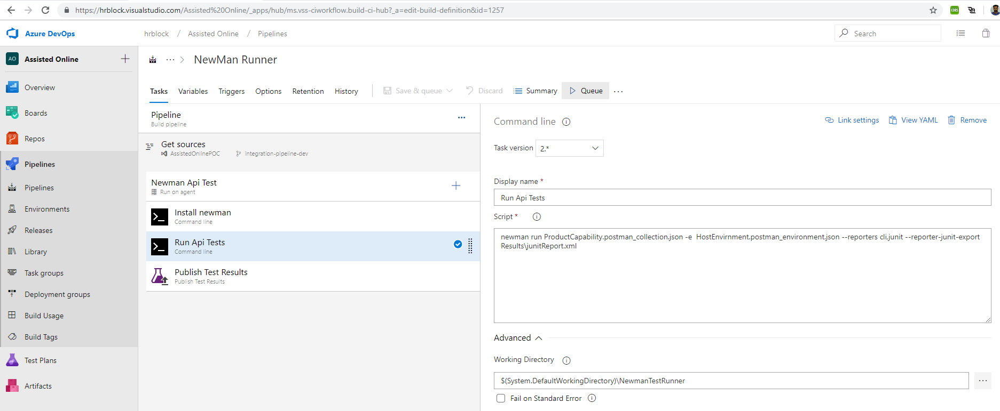 https://hrblock.visualstudio.com/Assisted%20Online/_apps/hub/ms.vss-ciworkflow.build-ci-hub?_a=edit-build-definition&id=1257
CORS
Azure DevOps
hrblock / Assisted Online / Pipelines
Search
AO Assisted Online
NewMan Runner
Overview
Boards
Repos
Pipelines
Pipelines
Environments
Releases
Library
Task groups
Deployment groups
Build Usage
Build Tags
Test Plans
Artifacts
Tasks Variables Triggers Options Retention History Save & queue Discard Summary Queue ...
Pipeline
Build pipeline
Get sources
AssistedOnlinePOC integration-pipeline-dev
Newman Api Test
Run on agent
Install newman
Command line
Run Api Tests
Command line
Publish Test Results
Publish Test Results
Command line
Link settings View YAML Remove
Task version 2.*
Display name *
Run Api Tests
Script *
newman run ProductCapability.postman_collection.json -e  HostEnvirnment.postman_environment.json --reporters cli,junit --reporter-junit-export
Results\junitReport.xml
Advanced
Working Directory
$(System.DefaultWorkingDirectory)\NewmanTestRunner
Fail on Standard Error